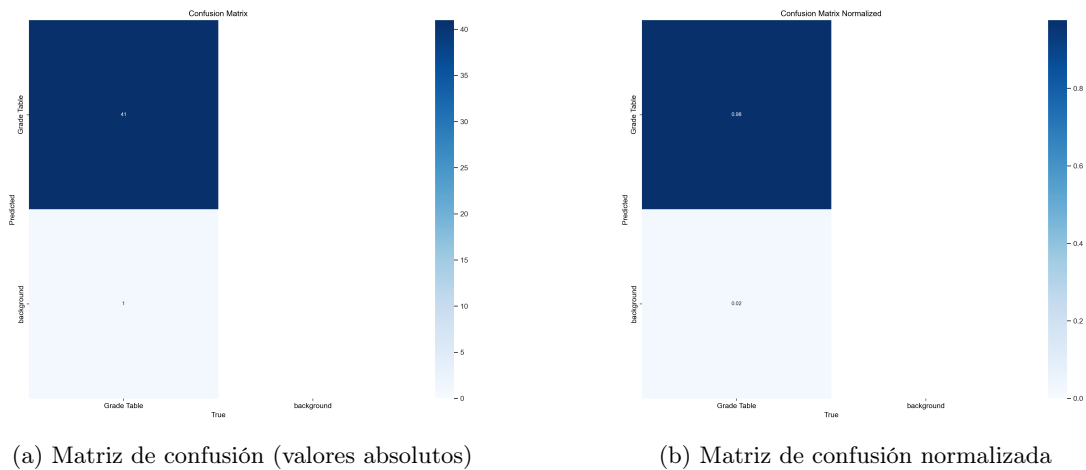 Confusion Matrix
40
35
30
25
20
15
10
5
0
Grade Table
background
Predicted
41
1
Grade Table
background
True
(a) Matriz de confusión (valores absolutos)
Confusion Matrix Normalized
0.8
0.6
0.4
0.2
0.0
Grade Table
background
Predicted
0.98
0.02
Grade Table
background
True
(b) Matriz de confusión normalizada